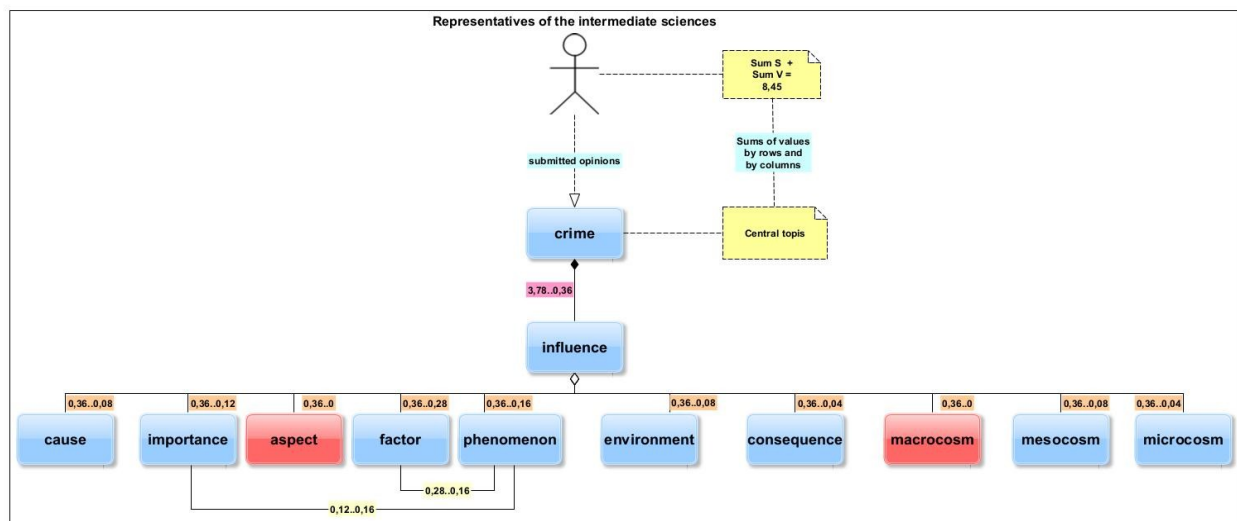 Representatives of the intermediate sciences
Sum S +
Sum V =
8,45
submitted opinions
Sums of values
by rows and
by columns
crime
Central topis
3,78..0,36
influence
0,36..0,08
0,36..0,12
0,36..0
0,36..0,28
0,36..0,16
0,36..0,08
0,36..0,04
0,36..0
0,36..0,08
0,36..0,04
cause
importance
aspect
factor
phenomenon
environment
consequence
macrocosm
mesocosm
microcosm
0,28..0,16
0,12..0,16